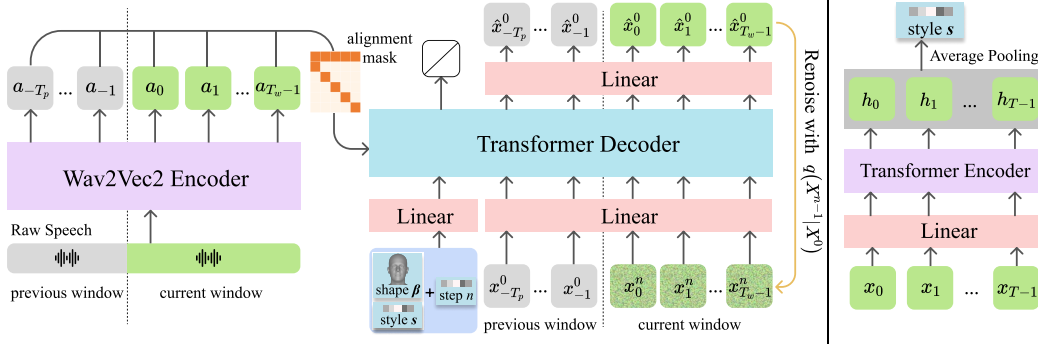 a_{-T_p} ... a_{-1} a_0 a_1 ... a_{T_w-1}
Wav2Vec2 Encoder
Raw Speech
previous window current window
alignment
mask
x̂^0_{-T_p} ... x̂^0_{-1} x̂^0_0 x̂^0_1 ... x̂^0_{T_w-1}
Linear
Transformer Decoder
Linear Linear
shape β + step n
style s
x^0_{-T_p} ... x^0_{-1} x^n_0 x^n_1 ... x^n_{T_w-1}
previous window current window
Renoise with q(X^{n-1}|X^0)
style s
Average Pooling
h_0 h_1 ... h_{T-1}
Transformer Encoder
Linear
x_0 x_1 ... x_{T-1}